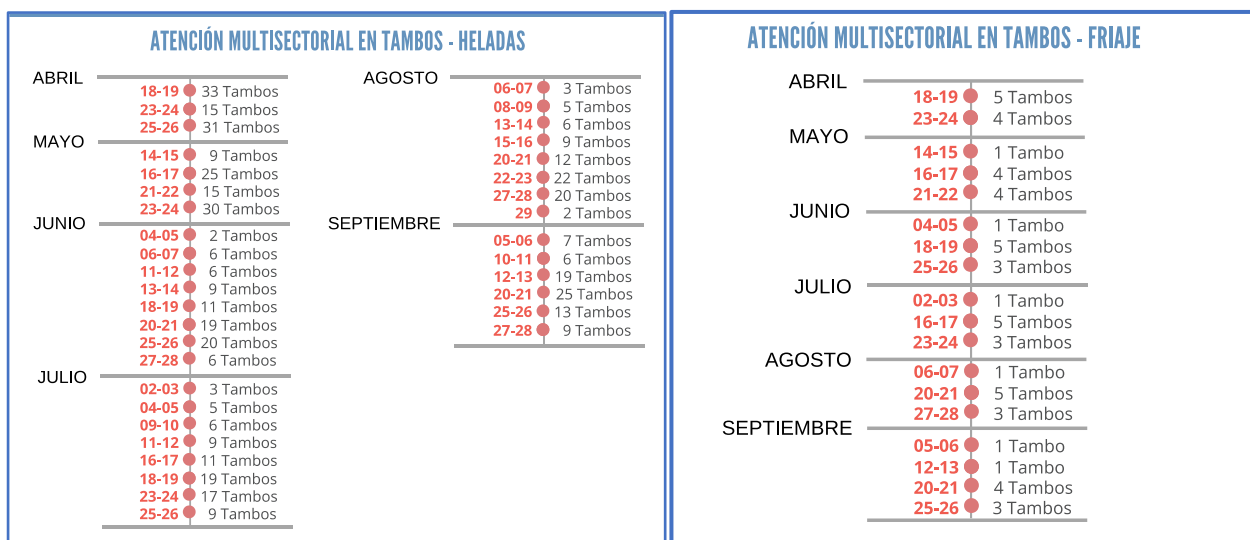 ATENCIÓN MULTISECTORIAL EN TAMBOS - HELADAS
ABRIL
18-19 33 Tambos
23-24 15 Tambos
25-26 31 Tambos
MAYO
14-15 9 Tambos
16-17 25 Tambos
21-22 15 Tambos
23-24 30 Tambos
JUNIO
04-05 2 Tambos
06-07 6 Tambos
11-12 6 Tambos
13-14 9 Tambos
18-19 11 Tambos
20-21 19 Tambos
25-26 20 Tambos
27-28 6 Tambos
JULIO
02-03 3 Tambos
04-05 5 Tambos
09-10 6 Tambos
11-12 9 Tambos
16-17 11 Tambos
18-19 19 Tambos
23-24 17 Tambos
25-26 9 Tambos
AGOSTO
06-07 3 Tambos
08-09 5 Tambos
13-14 6 Tambos
15-16 9 Tambos
20-21 12 Tambos
22-23 22 Tambos
27-28 20 Tambos
29 2 Tambos
SEPTIEMBRE
05-06 7 Tambos
10-11 6 Tambos
12-13 19 Tambos
20-21 25 Tambos
25-26 13 Tambos
27-28 9 Tambos
ATENCIÓN MULTISECTORIAL EN TAMBOS - FRIAJE
ABRIL
18-19 5 Tambos
23-24 4 Tambos
MAYO
14-15 1 Tambo
16-17 4 Tambos
21-22 4 Tambos
JUNIO
04-05 1 Tambo
18-19 5 Tambos
25-26 3 Tambos
JULIO
02-03 1 Tambo
16-17 5 Tambos
23-24 3 Tambos
AGOSTO
06-07 1 Tambo
20-21 5 Tambos
27-28 3 Tambos
SEPTIEMBRE
05-06 1 Tambo
12-13 1 Tambo
20-21 4 Tambos
25-26 3 Tambos